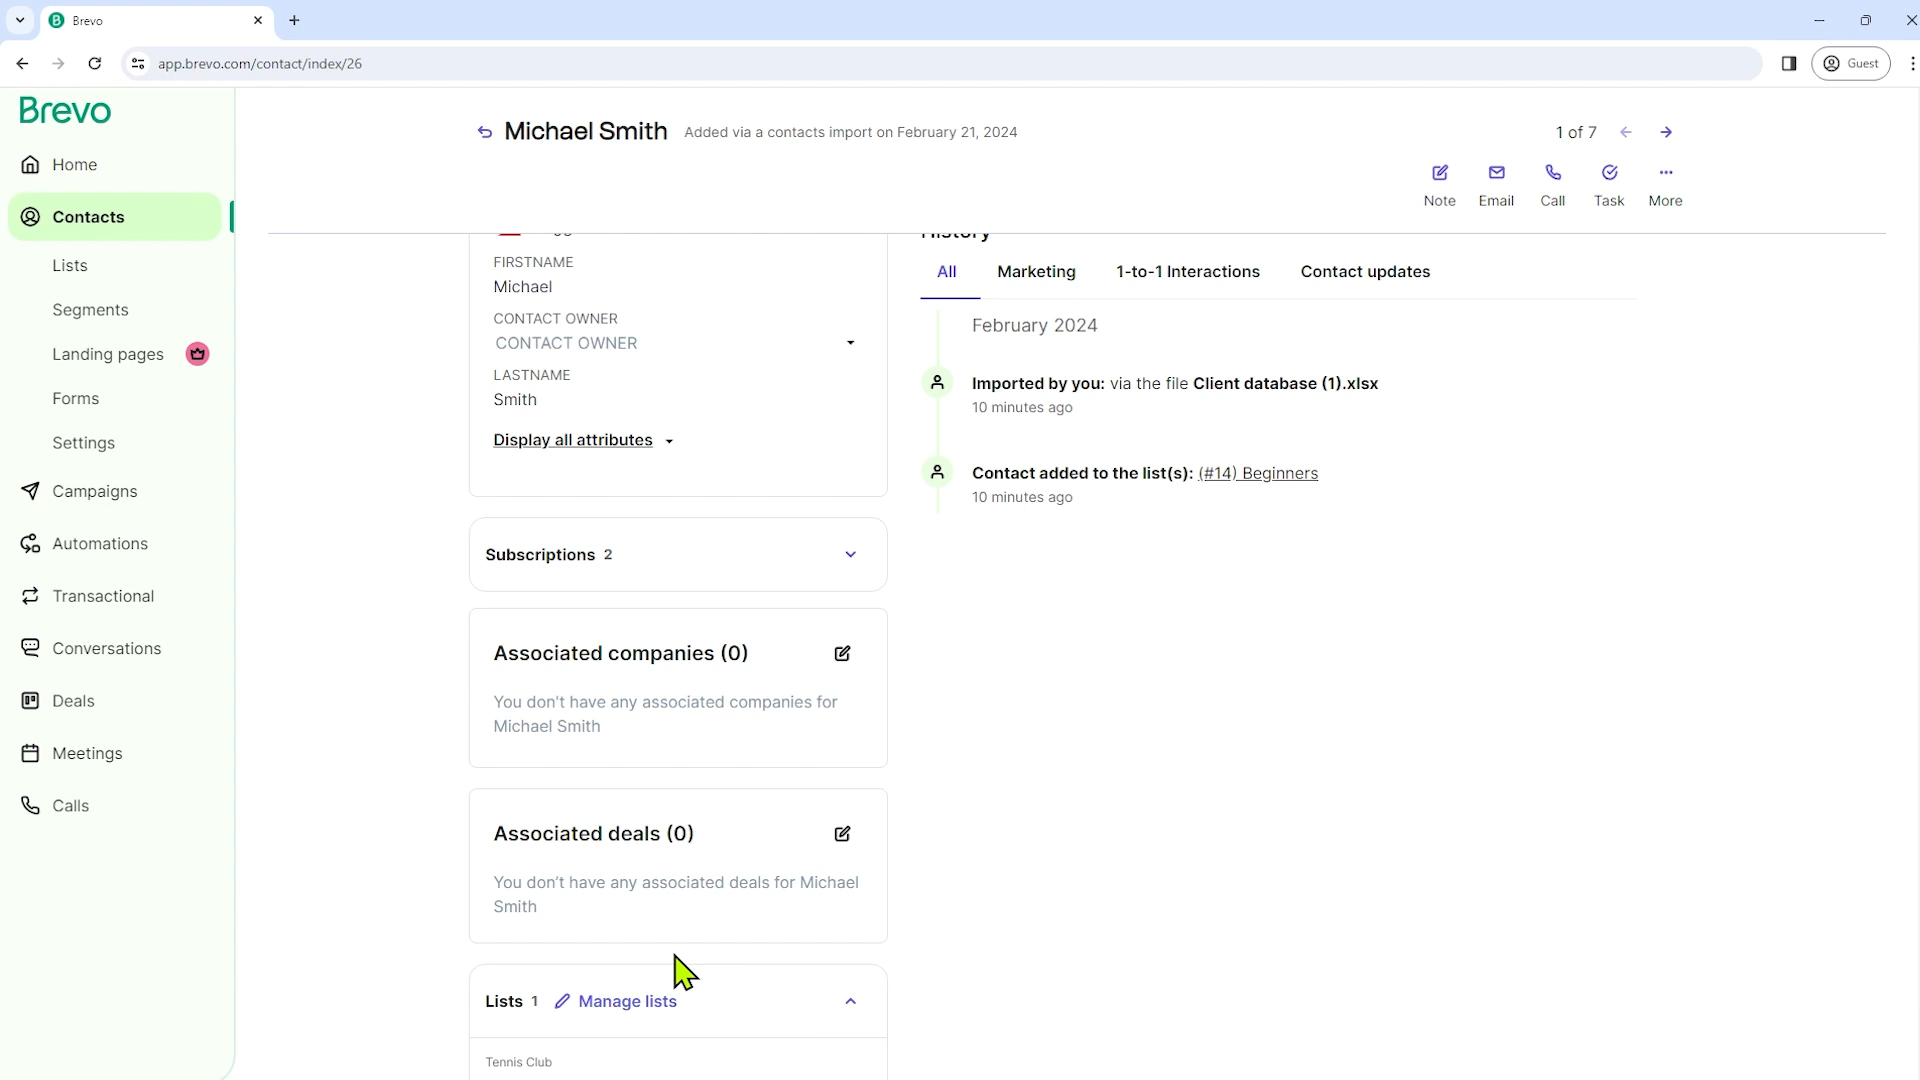 Brevo
app.brevo.com/contact/index/26
Guest
Brevo
Home
Contacts
Lists
Segments
Landing pages
Forms
Settings
Campaigns
Automations
Transactional
Conversations
Deals
Meetings
Calls
Michael Smith Added via a contacts import on February 21, 2024
1 of 7
Note Email Call Task More
FIRSTNAME
Michael
CONTACT OWNER
CONTACT OWNER
LASTNAME
Smith
Display all attributes
Subscriptions 2
Associated companies (0)
You don't have any associated companies for
Michael Smith
Associated deals (0)
You don't have any associated deals for Michael
Smith
Lists 1 Manage lists
Tennis Club
History
All Marketing 1-to-1 Interactions Contact updates
February 2024
Imported by you: via the file Client database (1).xlsx
10 minutes ago
Contact added to the list(s): (#14) Beginners
10 minutes ago